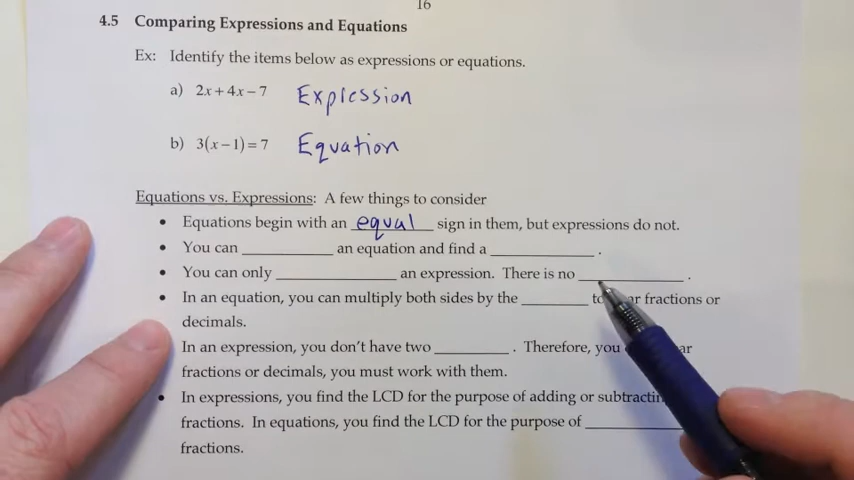 16
4.5 Comparing Expressions and Equations
Ex: Identify the items below as expressions or equations.
a) 2x + 4x − 7 Expression
b) 3(x − 1) = 7 Equation
Equations vs. Expressions: A few things to consider
• Equations begin with an equal sign in them, but expressions do not.
• You can __________ an equation and find a ___________ .
• You can only _____________ an expression. There is no ___________ .
• In an equation, you can multiply both sides by the _______ fractions or
decimals.
In an expression, you don't have two ________ . Therefore, you
fractions or decimals, you must work with them.
• In expressions, you find the LCD for the purpose of adding or
fractions. In equations, you find the LCD for the purpose of __________
fractions.